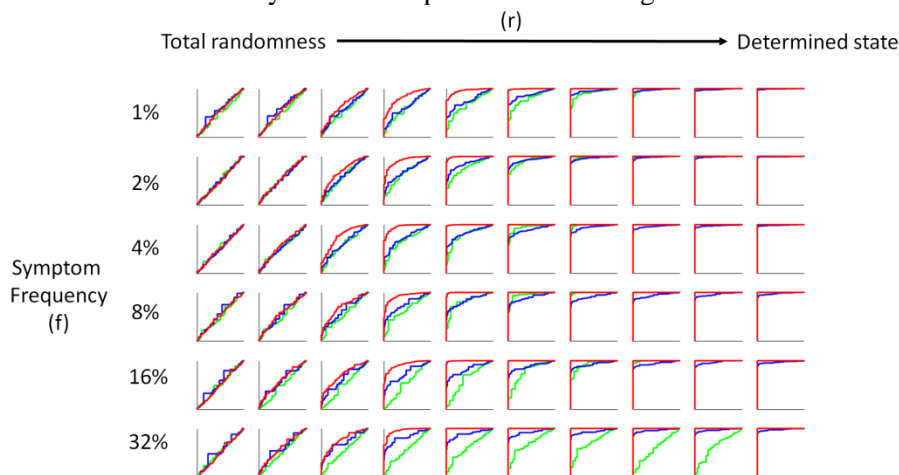 (r)
Total randomness Determined state
1%
2%
4%
Symptom
Frequency
(f)
8%
16%
32%